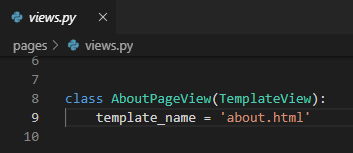 views.py ×
pages > views.py
6
7
8 class AboutPageView(TemplateView):
9     template_name = 'about.html'
10